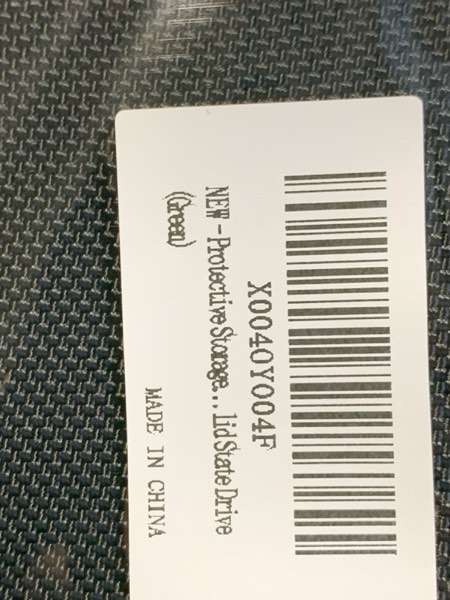 X0040Y004F
NEW - Protective Storage... lid State Drive
(Green)
MADE IN CHINA